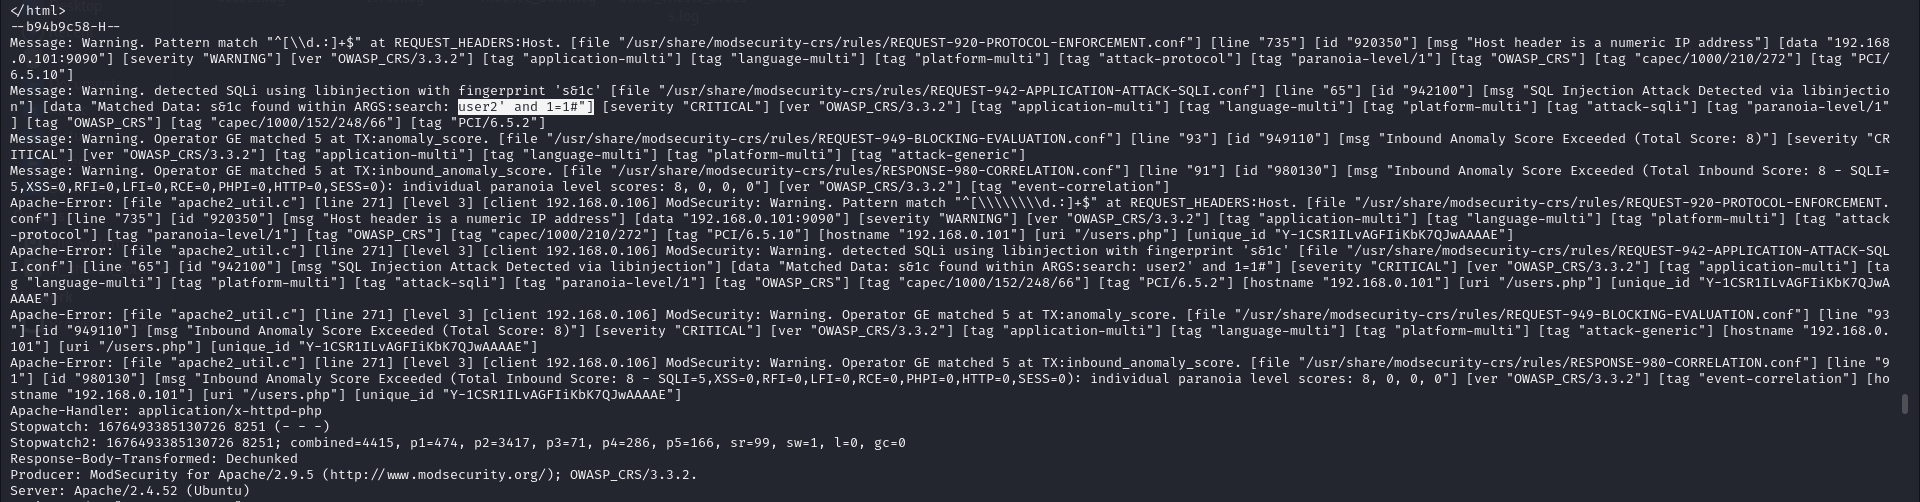 </html>
--b94b9c58-H--
Message: Warning. Pattern match "^[\\d.:]+$" at REQUEST_HEADERS:Host. [file "/usr/share/modsecurity-crs/rules/REQUEST-920-PROTOCOL-ENFORCEMENT.conf"] [line "735"] [id "920350"] [msg "Host header is a numeric IP address"] [data "192.168
.0.101:9090"] [severity "WARNING"] [ver "OWASP_CRS/3.3.2"] [tag "application-multi"] [tag "language-multi"] [tag "platform-multi"] [tag "attack-protocol"] [tag "paranoia-level/1"] [tag "OWASP_CRS"] [tag "capec/1000/210/272"] [tag "PCI/
6.5.10"]
Message: Warning. detected SQLi using libinjection with fingerprint 's&1c' [file "/usr/share/modsecurity-crs/rules/REQUEST-942-APPLICATION-ATTACK-SQLI.conf"] [line "65"] [id "942100"] [msg "SQL Injection Attack Detected via libinjectio
n"] [data "Matched Data: s&1c found within ARGS:search: user2' and 1=1#"] [severity "CRITICAL"] [ver "OWASP_CRS/3.3.2"] [tag "application-multi"] [tag "language-multi"] [tag "platform-multi"] [tag "attack-sqli"] [tag "paranoia-level/1"
] [tag "OWASP_CRS"] [tag "capec/1000/152/248/66"] [tag "PCI/6.5.2"]
Message: Warning. Operator GE matched 5 at TX:anomaly_score. [file "/usr/share/modsecurity-crs/rules/REQUEST-949-BLOCKING-EVALUATION.conf"] [line "93"] [id "949110"] [msg "Inbound Anomaly Score Exceeded (Total Score: 8)"] [severity "CR
ITICAL"] [ver "OWASP_CRS/3.3.2"] [tag "application-multi"] [tag "language-multi"] [tag "platform-multi"] [tag "attack-generic"]
Message: Warning. Operator GE matched 5 at TX:inbound_anomaly_score. [file "/usr/share/modsecurity-crs/rules/RESPONSE-980-CORRELATION.conf"] [line "91"] [id "980130"] [msg "Inbound Anomaly Score Exceeded (Total Inbound Score: 8 - SQLI=
5,XSS=0,RFI=0,LFI=0,RCE=0,PHPI=0,HTTP=0,SESS=0): individual paranoia level scores: 8, 0, 0, 0"] [ver "OWASP_CRS/3.3.2"] [tag "event-correlation"]
Apache-Error: [file "apache2_util.c"] [line 271] [level 3] [client 192.168.0.106] ModSecurity: Warning. Pattern match "^[\\\\\\\\d.:]+$" at REQUEST_HEADERS:Host. [file "/usr/share/modsecurity-crs/rules/REQUEST-920-PROTOCOL-ENFORCEMENT.
conf"] [line "735"] [id "920350"] [msg "Host header is a numeric IP address"] [data "192.168.0.101:9090"] [severity "WARNING"] [ver "OWASP_CRS/3.3.2"] [tag "application-multi"] [tag "language-multi"] [tag "platform-multi"] [tag "attack
-protocol"] [tag "paranoia-level/1"] [tag "OWASP_CRS"] [tag "capec/1000/210/272"] [tag "PCI/6.5.10"] [hostname "192.168.0.101"] [uri "/users.php"] [unique_id "Y-1CSR1ILvAGFIiKbK7QJwAAAAE"]
Apache-Error: [file "apache2_util.c"] [line 271] [level 3] [client 192.168.0.106] ModSecurity: Warning. detected SQLi using libinjection with fingerprint 's&1c' [file "/usr/share/modsecurity-crs/rules/REQUEST-942-APPLICATION-ATTACK-SQL
I.conf"] [line "65"] [id "942100"] [msg "SQL Injection Attack Detected via libinjection"] [data "Matched Data: s&1c found within ARGS:search: user2' and 1=1#"] [severity "CRITICAL"] [ver "OWASP_CRS/3.3.2"] [tag "application-multi"] [ta
g "language-multi"] [tag "platform-multi"] [tag "attack-sqli"] [tag "paranoia-level/1"] [tag "OWASP_CRS"] [tag "capec/1000/152/248/66"] [tag "PCI/6.5.2"] [hostname "192.168.0.101"] [uri "/users.php"] [unique_id "Y-1CSR1ILvAGFIiKbK7QJwA
AAAE"]
Apache-Error: [file "apache2_util.c"] [line 271] [level 3] [client 192.168.0.106] ModSecurity: Warning. Operator GE matched 5 at TX:anomaly_score. [file "/usr/share/modsecurity-crs/rules/REQUEST-949-BLOCKING-EVALUATION.conf"] [line "93
"] [id "949110"] [msg "Inbound Anomaly Score Exceeded (Total Score: 8)"] [severity "CRITICAL"] [ver "OWASP_CRS/3.3.2"] [tag "application-multi"] [tag "language-multi"] [tag "platform-multi"] [tag "attack-generic"] [hostname "192.168.0.
101"] [uri "/users.php"] [unique_id "Y-1CSR1ILvAGFIiKbK7QJwAAAAE"]
Apache-Error: [file "apache2_util.c"] [line 271] [level 3] [client 192.168.0.106] ModSecurity: Warning. Operator GE matched 5 at TX:inbound_anomaly_score. [file "/usr/share/modsecurity-crs/rules/RESPONSE-980-CORRELATION.conf"] [line "9
1"] [id "980130"] [msg "Inbound Anomaly Score Exceeded (Total Inbound Score: 8 - SQLI=5,XSS=0,RFI=0,LFI=0,RCE=0,PHPI=0,HTTP=0,SESS=0): individual paranoia level scores: 8, 0, 0, 0"] [ver "OWASP_CRS/3.3.2"] [tag "event-correlation"] [ho
stname "192.168.0.101"] [uri "/users.php"] [unique_id "Y-1CSR1ILvAGFIiKbK7QJwAAAAE"]
Apache-Handler: application/x-httpd-php
Stopwatch: 1676493385130726 8251 (- - -)
Stopwatch2: 1676493385130726 8251; combined=4415, p1=474, p2=3417, p3=71, p4=286, p5=166, sr=99, sw=1, l=0, gc=0
Response-Body-Transformed: Dechunked
Producer: ModSecurity for Apache/2.9.5 (http://www.modsecurity.org/); OWASP_CRS/3.3.2.
Server: Apache/2.4.52 (Ubuntu)